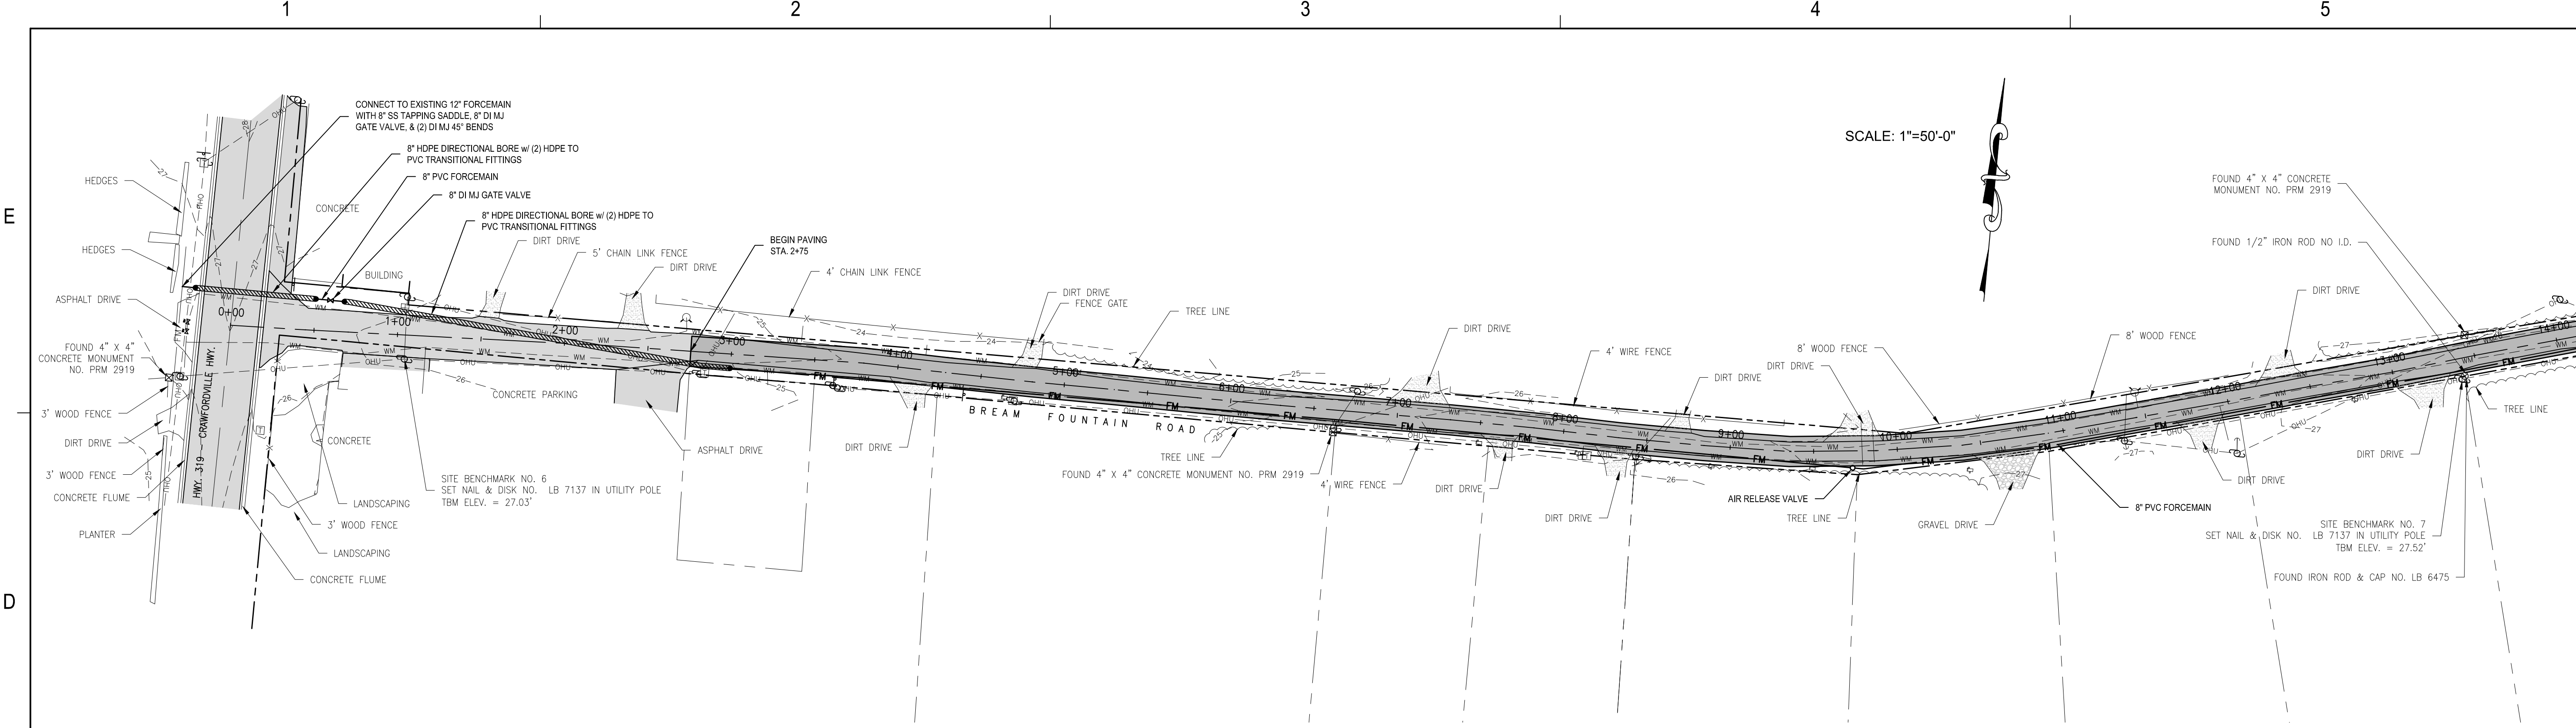 1
2
3
4
5
E
D
CONNECT TO EXISTING 12" FORCEMAIN
WITH 8" SS TAPPING SADDLE, 8" DI MJ
GATE VALVE, & (2) DI MJ 45° BENDS
8" HDPE DIRECTIONAL BORE w/ (2) HDPE TO
PVC TRANSITIONAL FITTINGS
8" PVC FORCEMAIN
8" DI MJ GATE VALVE
8" HDPE DIRECTIONAL BORE w/ (2) HDPE TO
PVC TRANSITIONAL FITTINGS
HEDGES
HEDGES
ASPHALT DRIVE
FOUND 4" X 4"
CONCRETE MONUMENT
NO. PRM 2919
3' WOOD FENCE
DIRT DRIVE
3' WOOD FENCE
CONCRETE FLUME
PLANTER
HWY. 319 - CRAWFORDVILLE HWY.
CONCRETE
BUILDING
DIRT DRIVE
5' CHAIN LINK FENCE
DIRT DRIVE
BEGIN PAVING
STA. 2+75
4' CHAIN LINK FENCE
DIRT DRIVE
FENCE GATE
TREE LINE
DIRT DRIVE
4' WIRE FENCE
DIRT DRIVE
DIRT DRIVE
8' WOOD FENCE
SCALE: 1"=50'-0"
8' WOOD FENCE
DIRT DRIVE
FOUND 4" X 4" CONCRETE
MONUMENT NO. PRM 2919
FOUND 1/2" IRON ROD NO I.D.
0+00
1+00
2+00
3+00
4+00
5+00
6+00
7+00
8+00
9+00
10+00
11+00
12+00
13+00
14+00
CONCRETE
LANDSCAPING
3' WOOD FENCE
LANDSCAPING
CONCRETE FLUME
SITE BENCHMARK NO. 6
SET NAIL & DISK NO. LB 7137 IN UTILITY POLE
TBM ELEV. = 27.03'
CONCRETE PARKING
ASPHALT DRIVE
DIRT DRIVE
BREAM FOUNTAIN ROAD
TREE LINE
FOUND 4" X 4" CONCRETE MONUMENT NO. PRM 2919
4' WIRE FENCE
DIRT DRIVE
DIRT DRIVE
AIR RELEASE VALVE
TREE LINE
GRAVEL DRIVE
8" PVC FORCEMAIN
DIRT DRIVE
DIRT DRIVE
TREE LINE
SITE BENCHMARK NO. 7
SET NAIL & DISK NO. LB 7137 IN UTILITY POLE
TBM ELEV. = 27.52'
FOUND IRON ROD & CAP NO. LB 6475